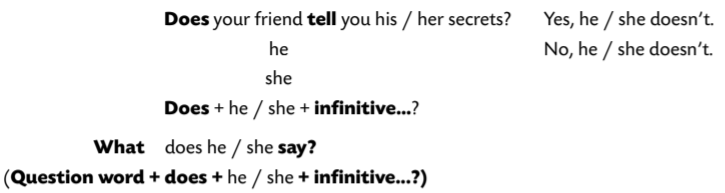 Does your friend tell you his / her secrets? Yes, he / she doesn't.
he No, he / she doesn't.
she
Does + he / she + infinitive...?
What does he / she say?
(Question word + does + he / she + infinitive...?)